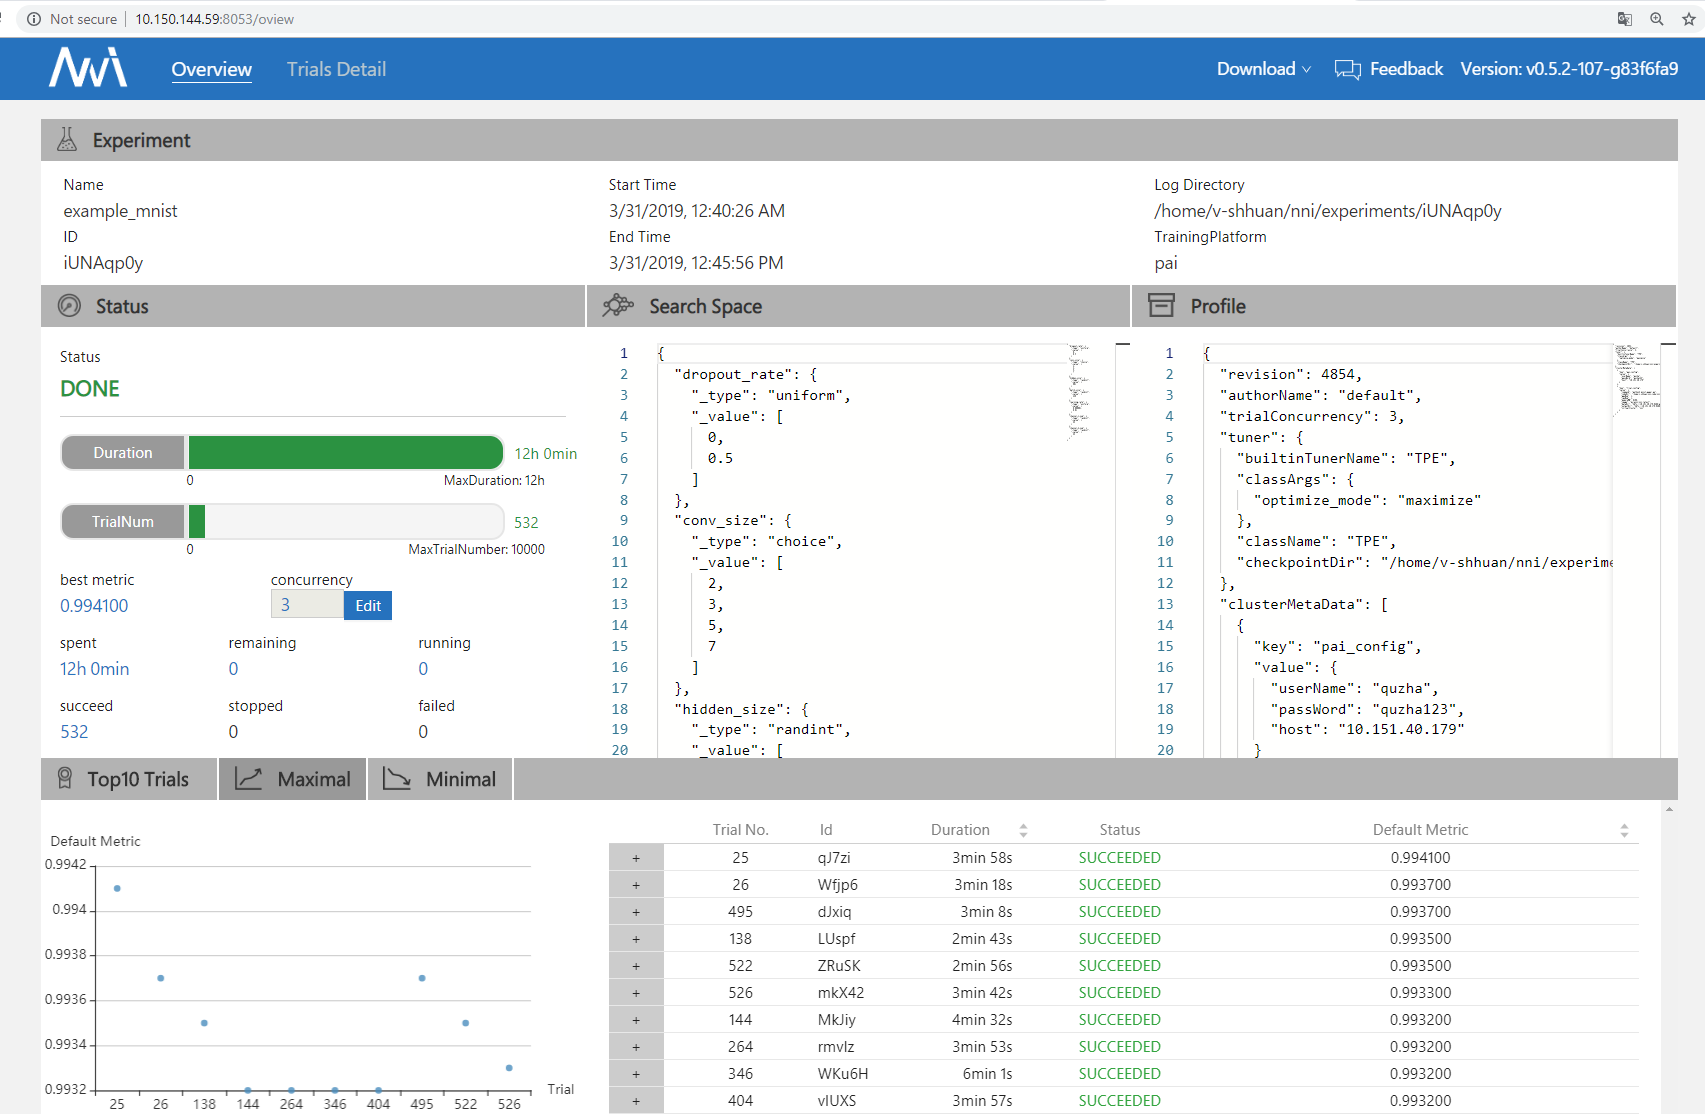 Not secure | 10.150.144.59:8053/oview
NNI Overview Trials Detail Download Feedback Version: v0.5.2-107-g83f6fa9
Experiment
Name Start Time Log Directory
example_mnist 3/31/2019, 12:40:26 AM /home/v-shhuan/nni/experiments/iUNAqp0y
ID End Time TrainingPlatform
iUNAqp0y 3/31/2019, 12:45:56 PM pai
Status
Status
DONE
Duration 12h 0min
0 MaxDuration: 12h
TrialNum 532
0 MaxTrialNumber: 10000
best metric concurrency
0.994100 3 Edit
spent remaining running
12h 0min 0 0
succeed stopped failed
532 0 0
Search Space
1 {
2 "dropout_rate": {
3 "_type": "uniform",
4 "_value": [
5 0,
6 0.5
7 ]
8 },
9 "conv_size": {
10 "_type": "choice",
11 "_value": [
12 2,
13 3,
14 5,
15 7
16 ]
17 },
18 "hidden_size": {
19 "_type": "randint",
20 "_value": [
Profile
1 {
2 "revision": 4854,
3 "authorName": "default",
4 "trialConcurrency": 3,
5 "tuner": {
6 "builtinTunerName": "TPE",
7 "classArgs": {
8 "optimize_mode": "maximize"
9 },
10 "className": "TPE",
11 "checkpointDir": "/home/v-shhuan/nni/experime
12 },
13 "clusterMetaData": [
14 {
15 "key": "pai_config",
16 "value": {
17 "userName": "quzha",
18 "passWord": "quzha123",
19 "host": "10.151.40.179"
20 }
Top10 Trials Maximal Minimal
Default Metric
0.9942
0.994
0.9938
0.9936
0.9934
0.9932
25 26 138 144 264 346 404 495 522 526
Trial
Trial No. Id Duration Status Default Metric
+ 25 qJ7zi 3min 58s SUCCEEDED 0.994100
+ 26 Wfjp6 3min 18s SUCCEEDED 0.993700
+ 495 dJxiq 3min 8s SUCCEEDED 0.993700
+ 138 LUspf 2min 43s SUCCEEDED 0.993500
+ 522 ZRuSK 2min 56s SUCCEEDED 0.993500
+ 526 mkX42 3min 42s SUCCEEDED 0.993300
+ 144 MkJiy 4min 32s SUCCEEDED 0.993200
+ 264 rmvlz 3min 53s SUCCEEDED 0.993200
+ 346 WKu6H 6min 1s SUCCEEDED 0.993200
+ 404 vIUXS 3min 57s SUCCEEDED 0.993200